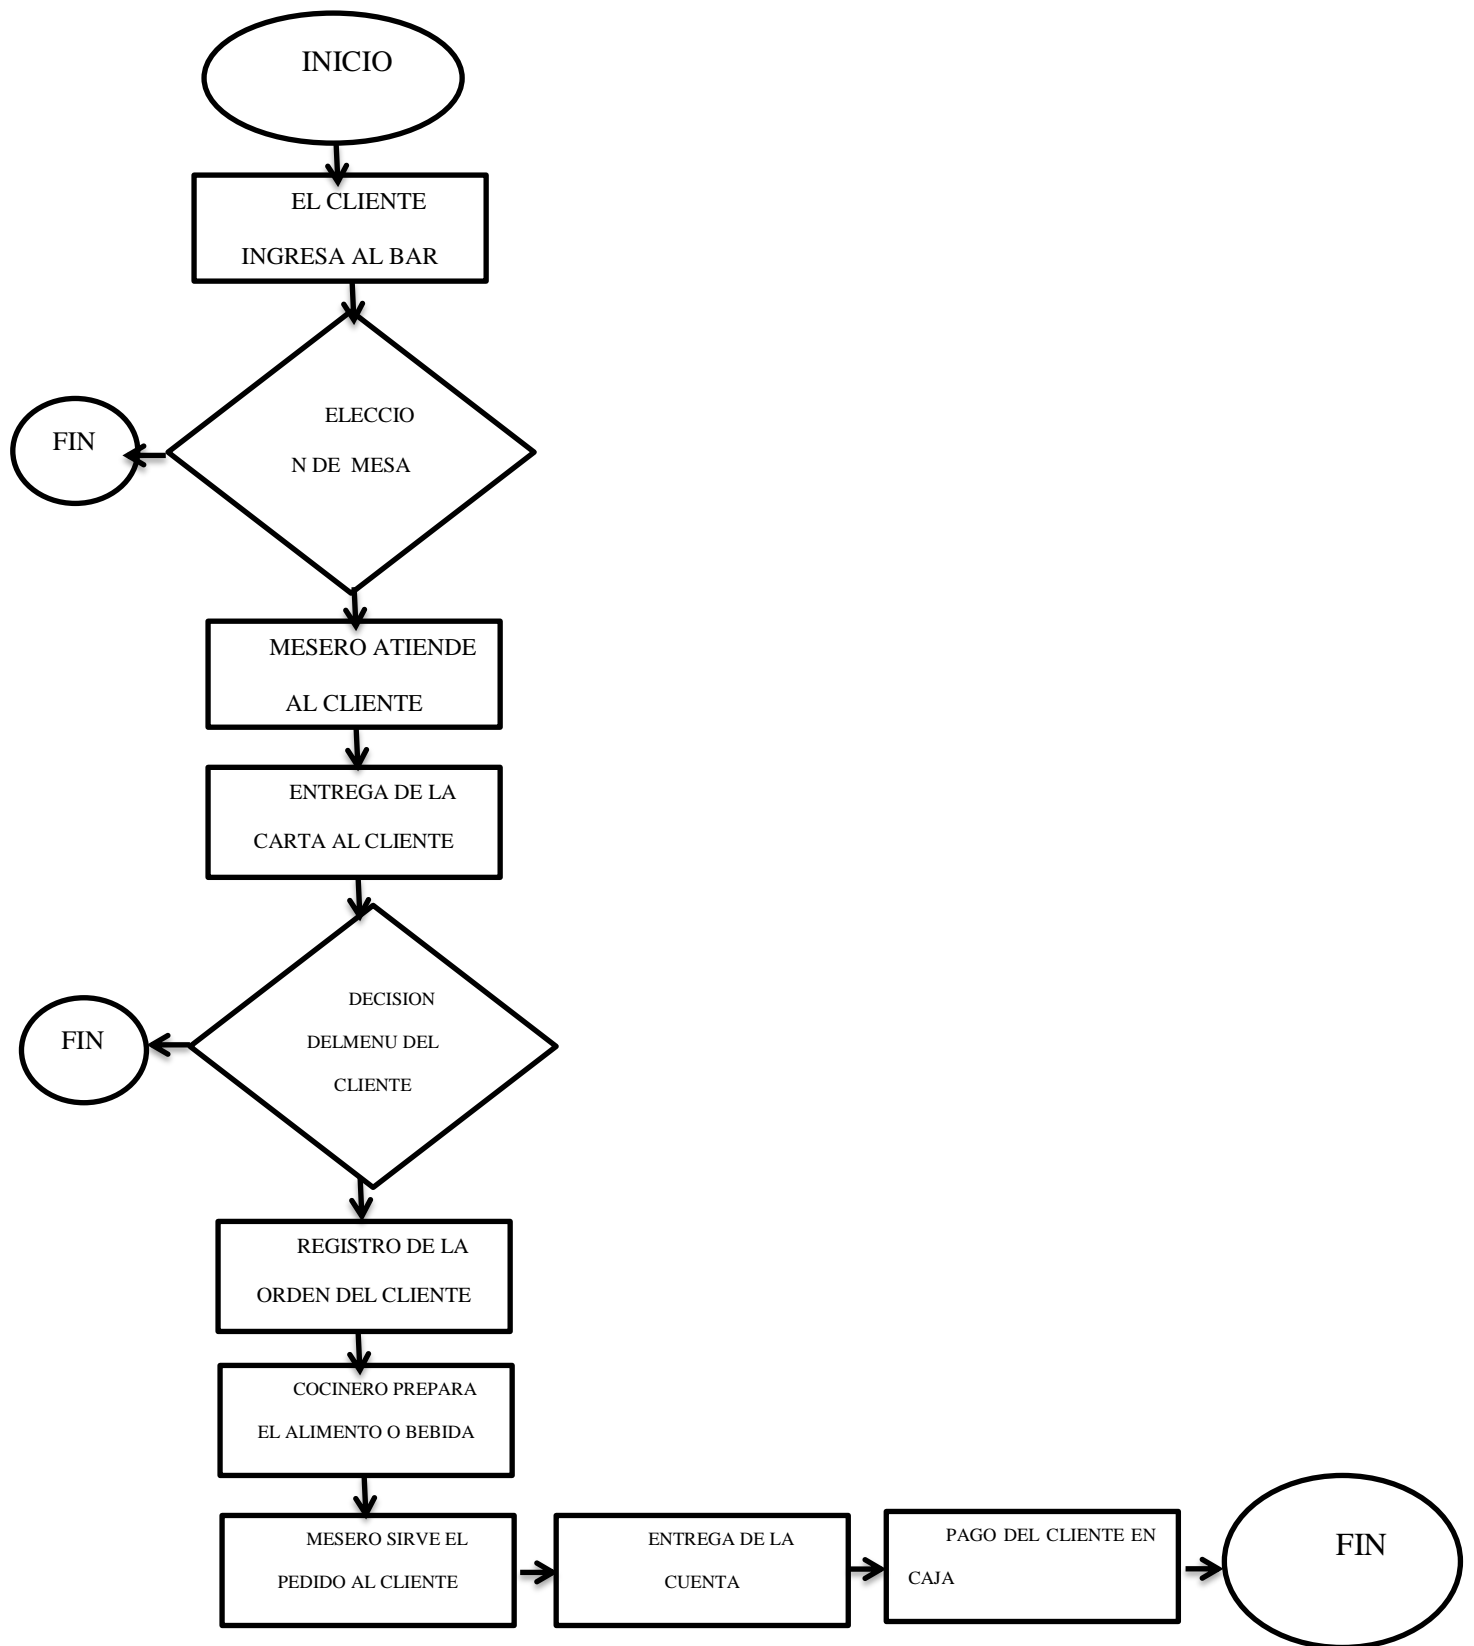 INICIO
EL CLIENTE
INGRESA AL BAR
ELECCIO
N DE MESA
FIN
MESERO ATIENDE
AL CLIENTE
ENTREGA DE LA
CARTA AL CLIENTE
DECISION
DELMENU DEL
CLIENTE
FIN
REGISTRO DE LA
ORDEN DEL CLIENTE
COCINERO PREPARA
EL ALIMENTO O BEBIDA
MESERO SIRVE EL
PEDIDO AL CLIENTE
ENTREGA DE LA
CUENTA
PAGO DEL CLIENTE EN
CAJA
FIN